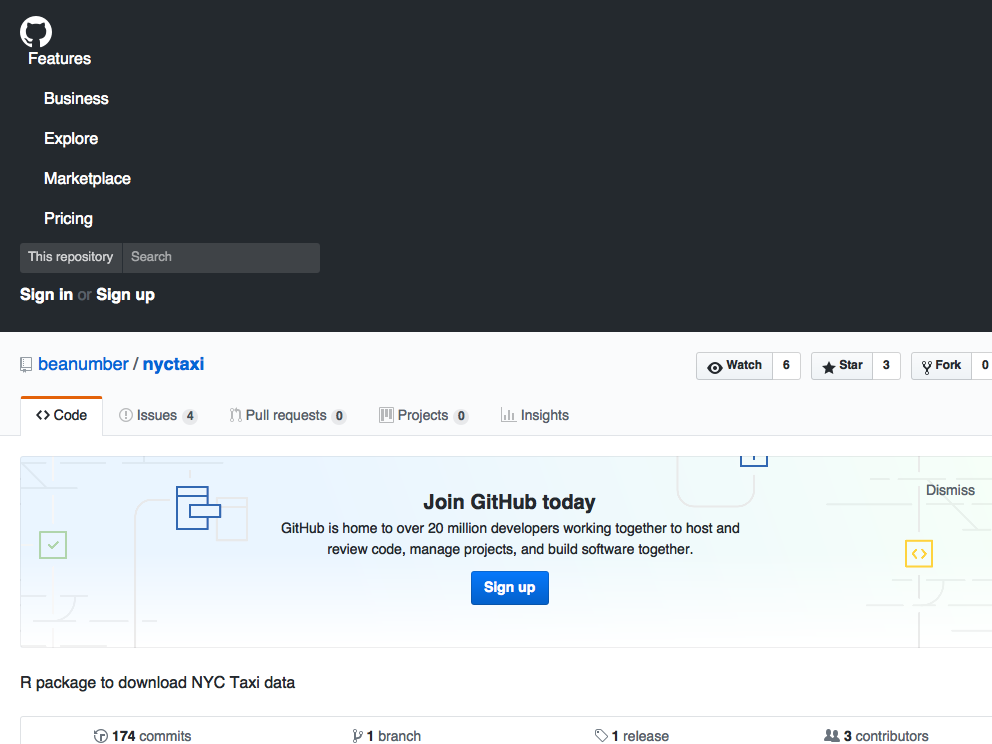 Features
Business
Explore
Marketplace
Pricing
This repository Search
Sign in or Sign up
beanumber / nyctaxi
Watch 6 Star 3 Fork 0
Code Issues 4 Pull requests 0 Projects 0 Insights
Join GitHub today
Dismiss
GitHub is home to over 20 million developers working together to host and
review code, manage projects, and build software together.
Sign up
R package to download NYC Taxi data
174 commits 1 branch 1 release 3 contributors